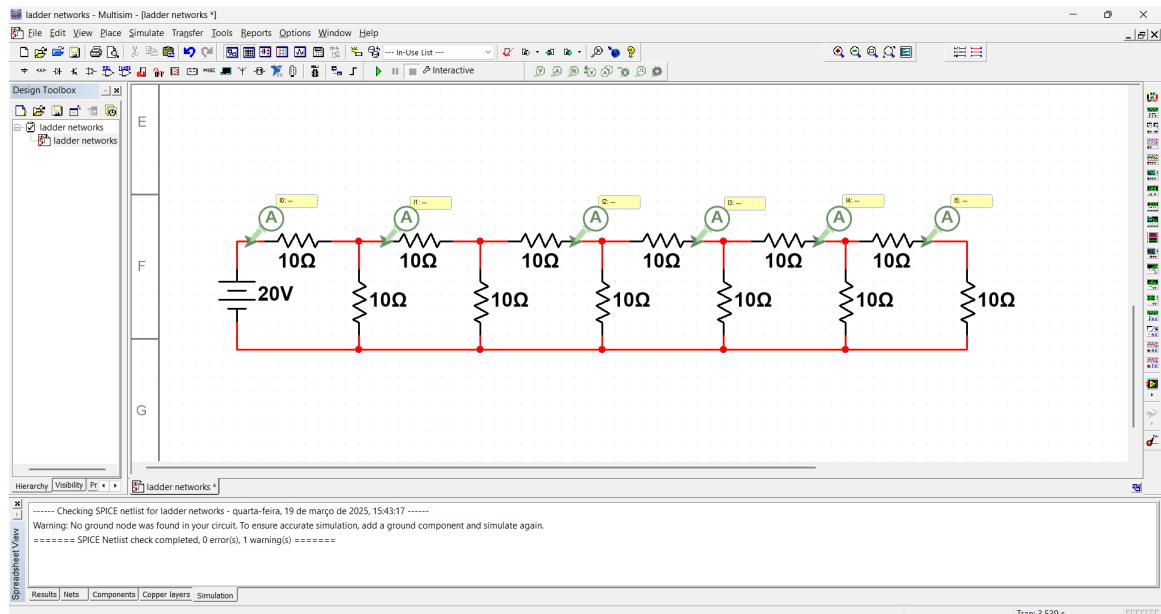 ladder networks - Multisim - [ladder networks *]
File Edit View Place Simulate Transfer Tools Reports Options Window Help
--- In-Use List ---
Interactive
Design Toolbox
ladder networks
ladder networks
E
F
G
I0: --
I1: --
I2: --
I3: --
I4: --
I5: --
A A A A A A
10Ω 10Ω 10Ω 10Ω 10Ω 10Ω
20V 10Ω 10Ω 10Ω 10Ω 10Ω 10Ω
Hierarchy Visibility Pr
ladder networks *
------ Checking SPICE netlist for ladder networks - quarta-feira, 19 de março de 2025, 15:43:17 ------
Warning: No ground node was found in your circuit. To ensure accurate simulation, add a ground component and simulate again.
======= SPICE Netlist check completed, 0 error(s), 1 warning(s) =======
Spreadsheet View
Results Nets Components Copper layers Simulation
Tran: 3.539 s